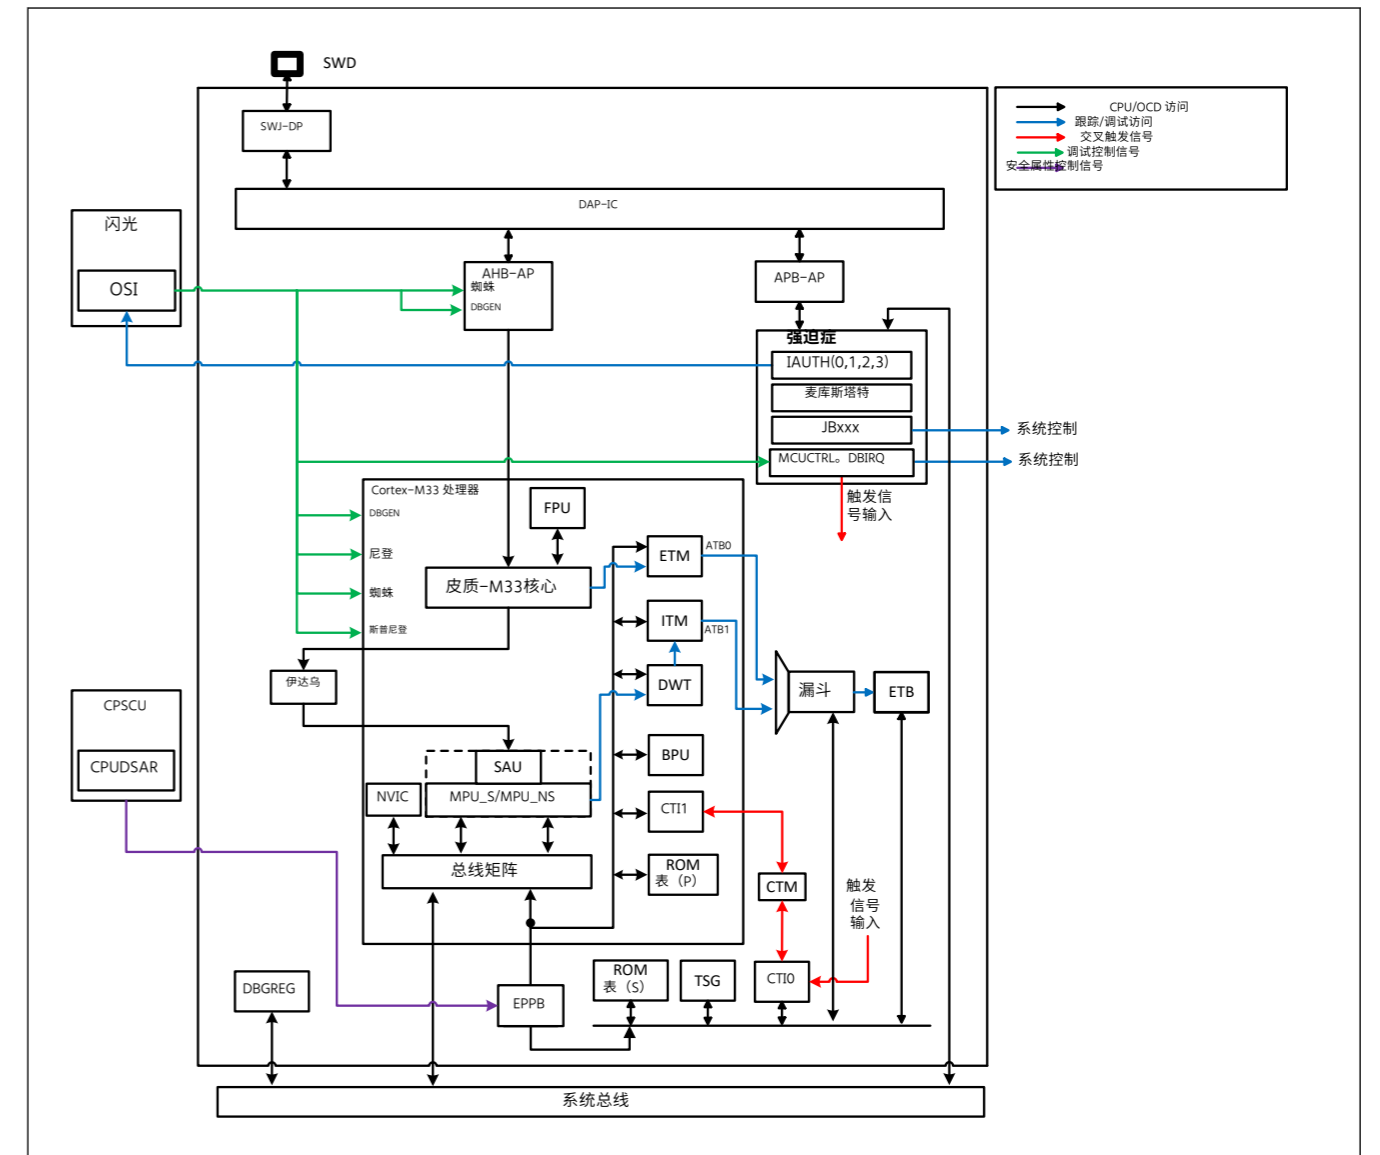 SWD
SWJ-DP
CPU/OCD 访问
跟踪/调试访问
交叉触发信号
调试控制信号
安全属性控制信号
DAP-IC
闪光
OSI
AHB-AP
蜘蛛
DBGEN
APB-AP
强迫症
IAUTH(0,1,2,3)
麦库斯塔特
JBxxx
系统控制
MCUCTRL。DBIRQ
系统控制
触发信
号输入
Cortex-M33 处理器
DBGEN
尼登
蜘蛛
斯普尼登
FPU
皮质-M33核心
ETM
ATB0
ITM
ATB1
DWT
伊达乌
漏斗
ETB
CPSCU
CPUDSAR
SAU
NVIC
MPU_S/MPU_NS
BPU
CTI1
总线矩阵
ROM
表（P）
CTM
触发
信号
输入
DBGREG
EPPB
ROM
表（S）
TSG
CTI0
系统总线